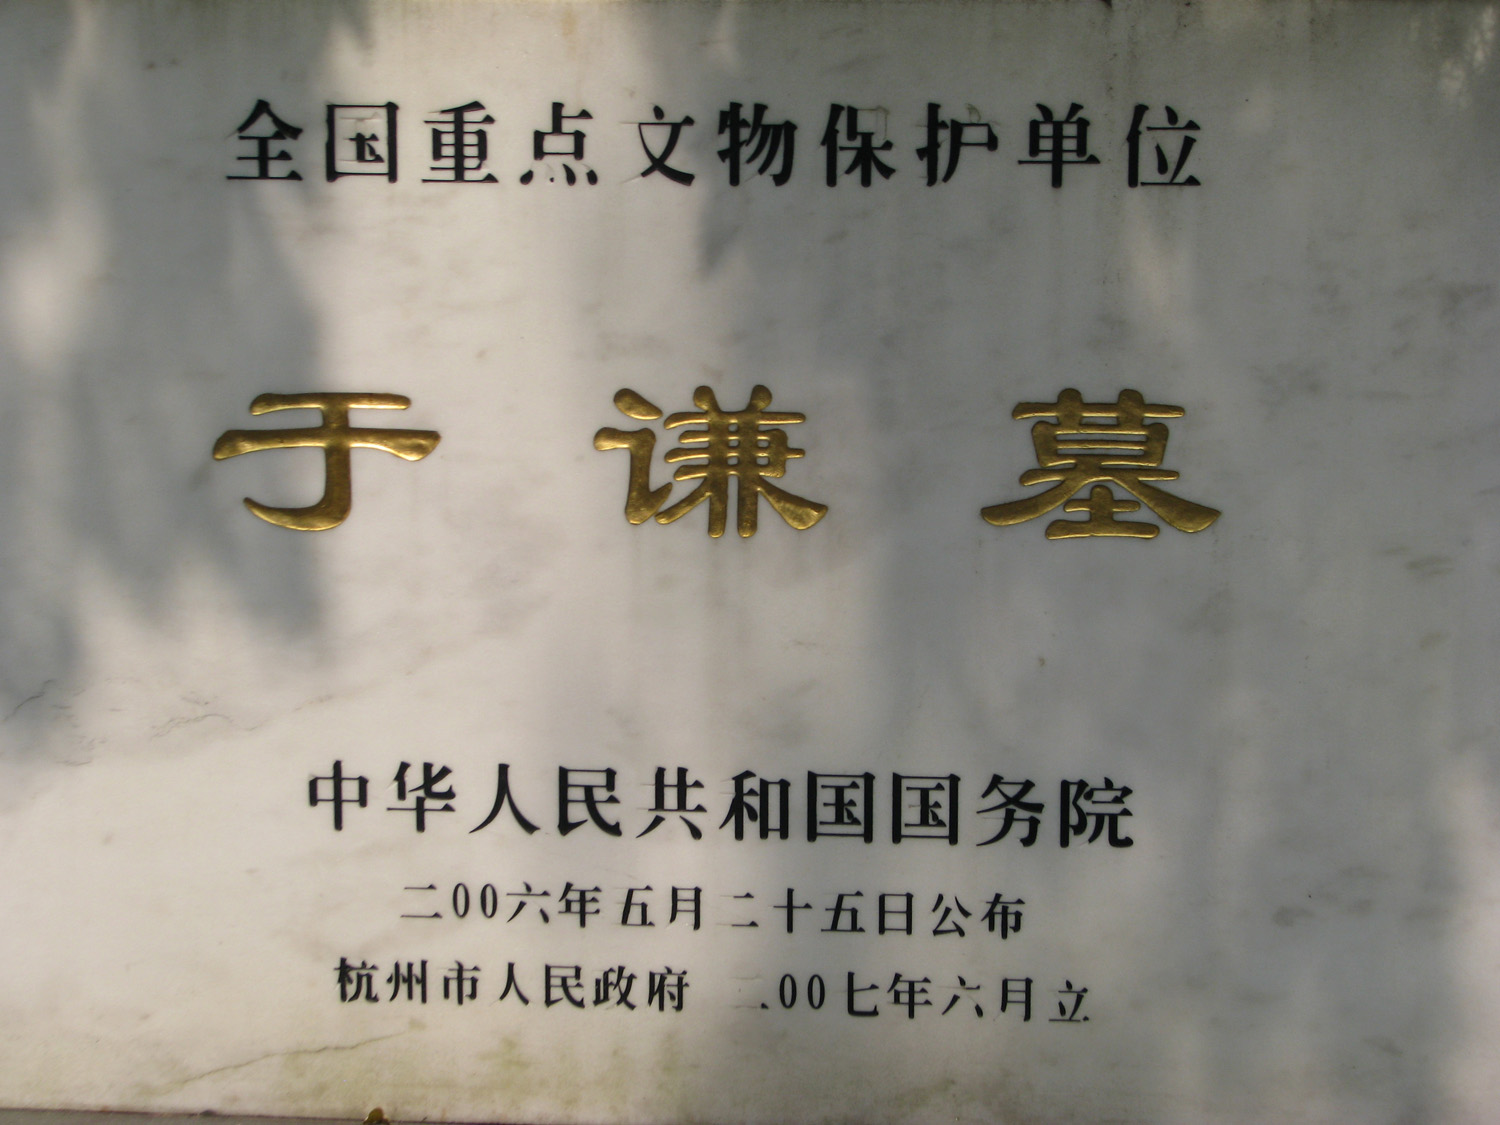 全国重点文物保护单位
于谦墓
中华人民共和国国务院
二00六年五月二十五日公布
杭州市人民政府 二00七年六月立